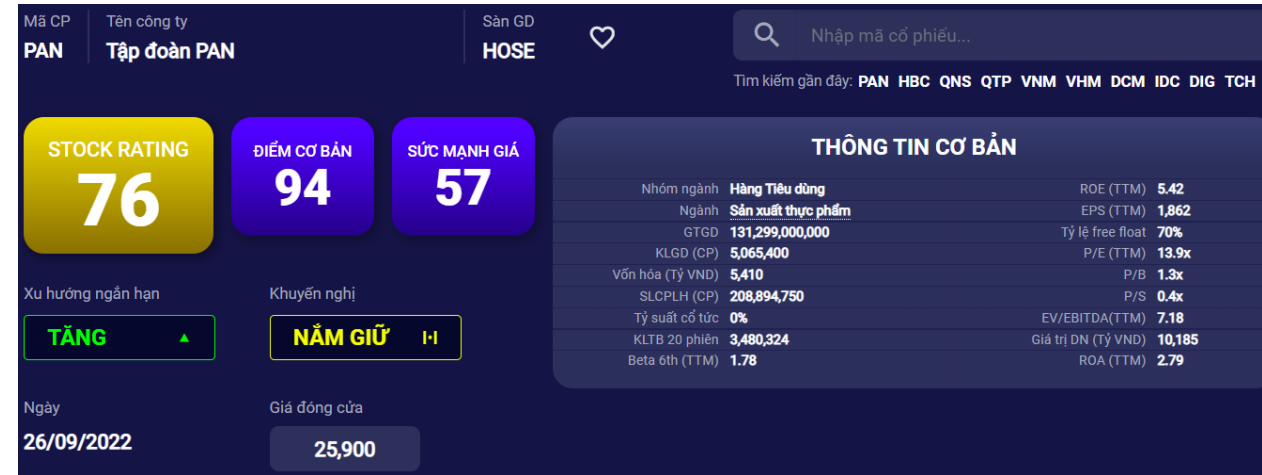 Mã CP Tên công ty Sàn GD
PAN Tập đoàn PAN HOSE
Nhập mã cổ phiếu...
Tìm kiếm gần đây: PAN HBC QNS QTP VNM VHM DCM IDC DIG TCH
STOCK RATING
76
ĐIỂM CƠ BẢN
94
SỨC MẠNH GIÁ
57
Xu hướng ngắn hạn
TĂNG
Khuyến nghị
NẮM GIỮ
Ngày
26/09/2022
Giá đóng cửa
25,900
THÔNG TIN CƠ BẢN
Nhóm ngành Hàng Tiêu dùng ROE (TTM) 5.42
Ngành Sản xuất thực phẩm EPS (TTM) 1,862
GTGD 131,299,000,000 Tỷ lệ free float 70%
KLGD (CP) 5,065,400 P/E (TTM) 13.9x
Vốn hóa (Tỷ VND) 5,410 P/B 1.3x
SLCPLH (CP) 208,894,750 P/S 0.4x
Tỷ suất cổ tức 0% EV/EBITDA(TTM) 7.18
KLTB 20 phiên 3,480,324 Giá trị DN (Tỷ VND) 10,185
Beta 6th (TTM) 1.78 ROA (TTM) 2.79